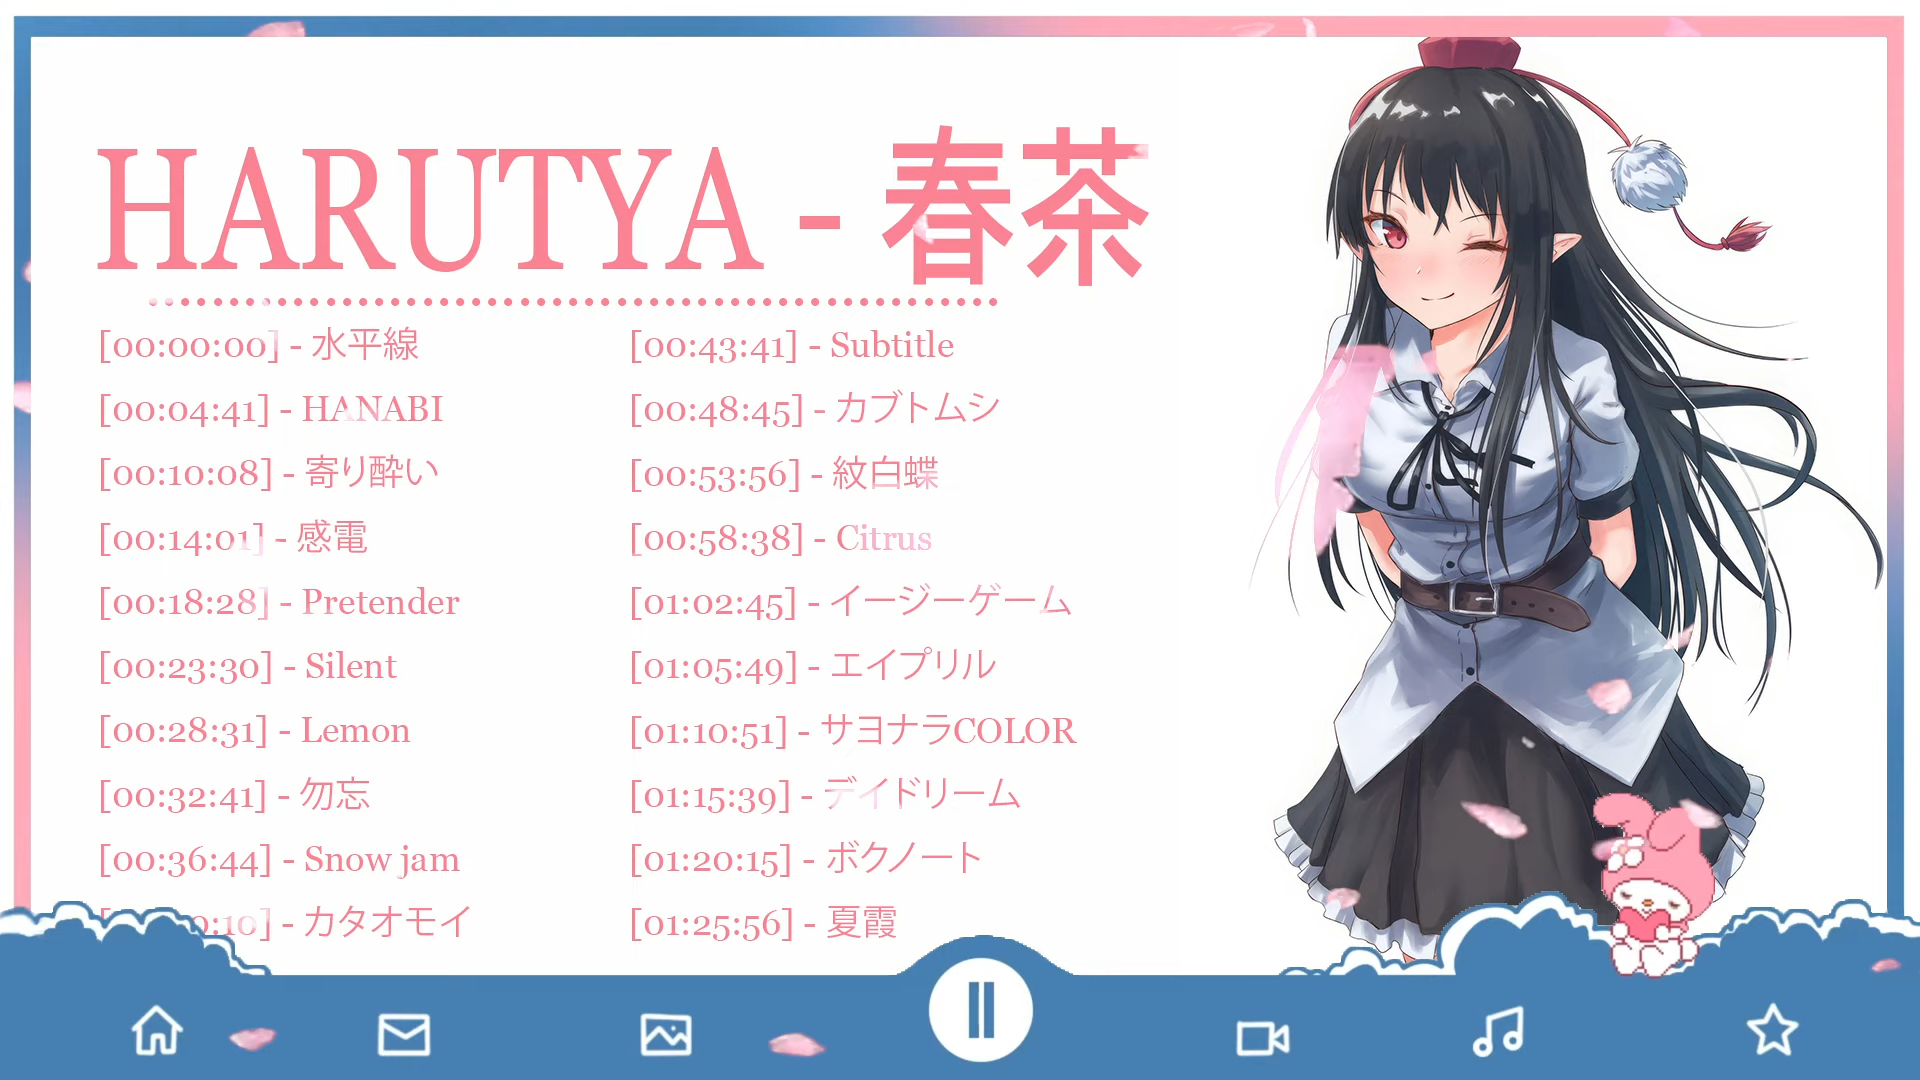 HARUTYA - 春茶
[00:00:00] - 水平線
[00:04:41] - HANABI
[00:10:08] - 寄り酔い
[00:14:01] - 感電
[00:18:28] - Pretender
[00:23:30] - Silent
[00:28:31] - Lemon
[00:32:41] - 勿忘
[00:36:44] - Snow jam
- カタオモイ
[00:43:41] - Subtitle
[00:48:45] - カブトムシ
[00:53:56] - 紋白蝶
[00:58:38] - Citrus
[01:02:45] - イージーゲーム
[01:05:49] - エイプリル
[01:10:51] - サヨナラCOLOR
[01:15:39] - デイドリーム
[01:20:15] - ボクノート
[01:25:56] - 夏霞